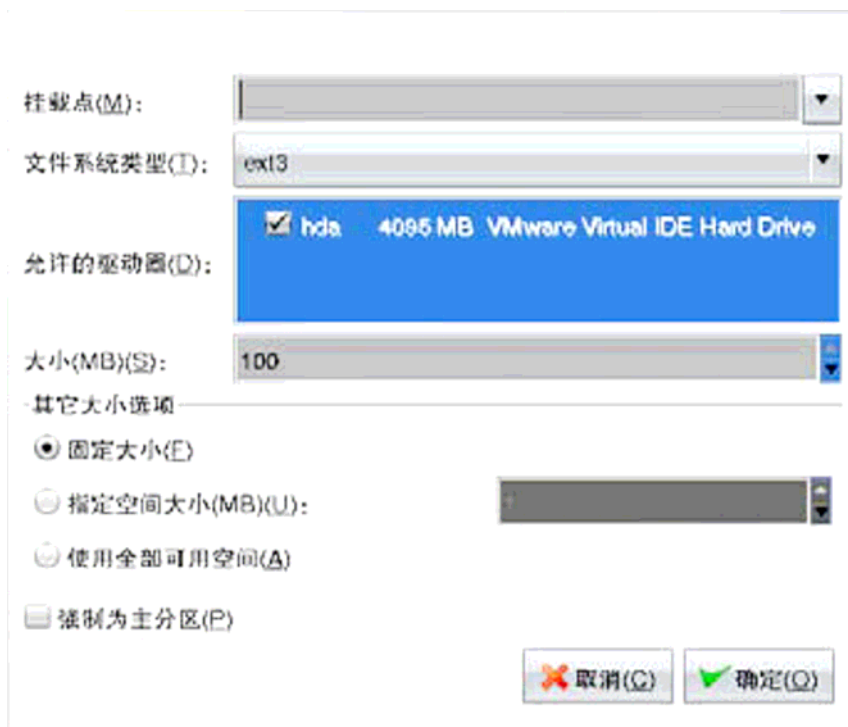 挂载点(M):
文件系统类型(T): ext3
hda 4095 MB VMware Virtual IDE Hard Drive
允许的驱动器(D):
大小(MB)(S): 100
其它大小选项
固定大小(F)
指定空间大小(MB)(U):
使用全部可用空间(A)
强制为主分区(P)
取消(C) 确定(O)